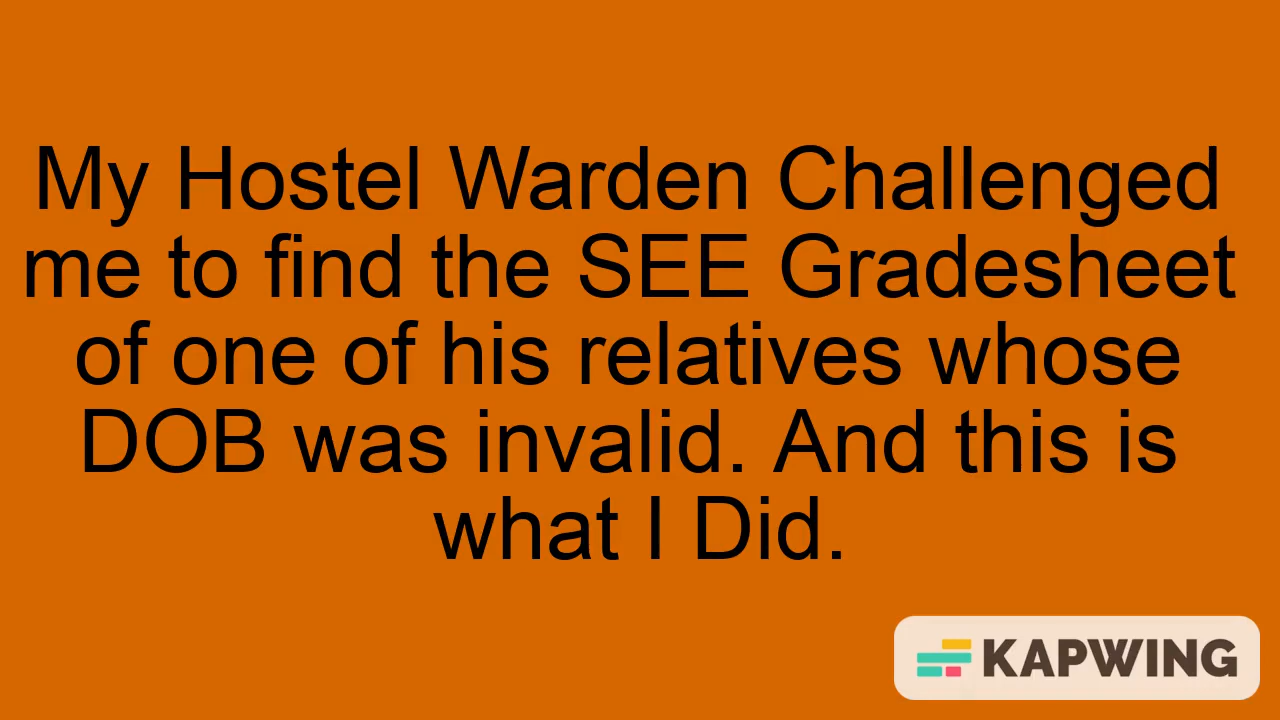 My Hostel Warden Challenged
me to find the SEE Gradesheet
of one of his relatives whose
DOB was invalid. And this is
what I Did.
KAPWING